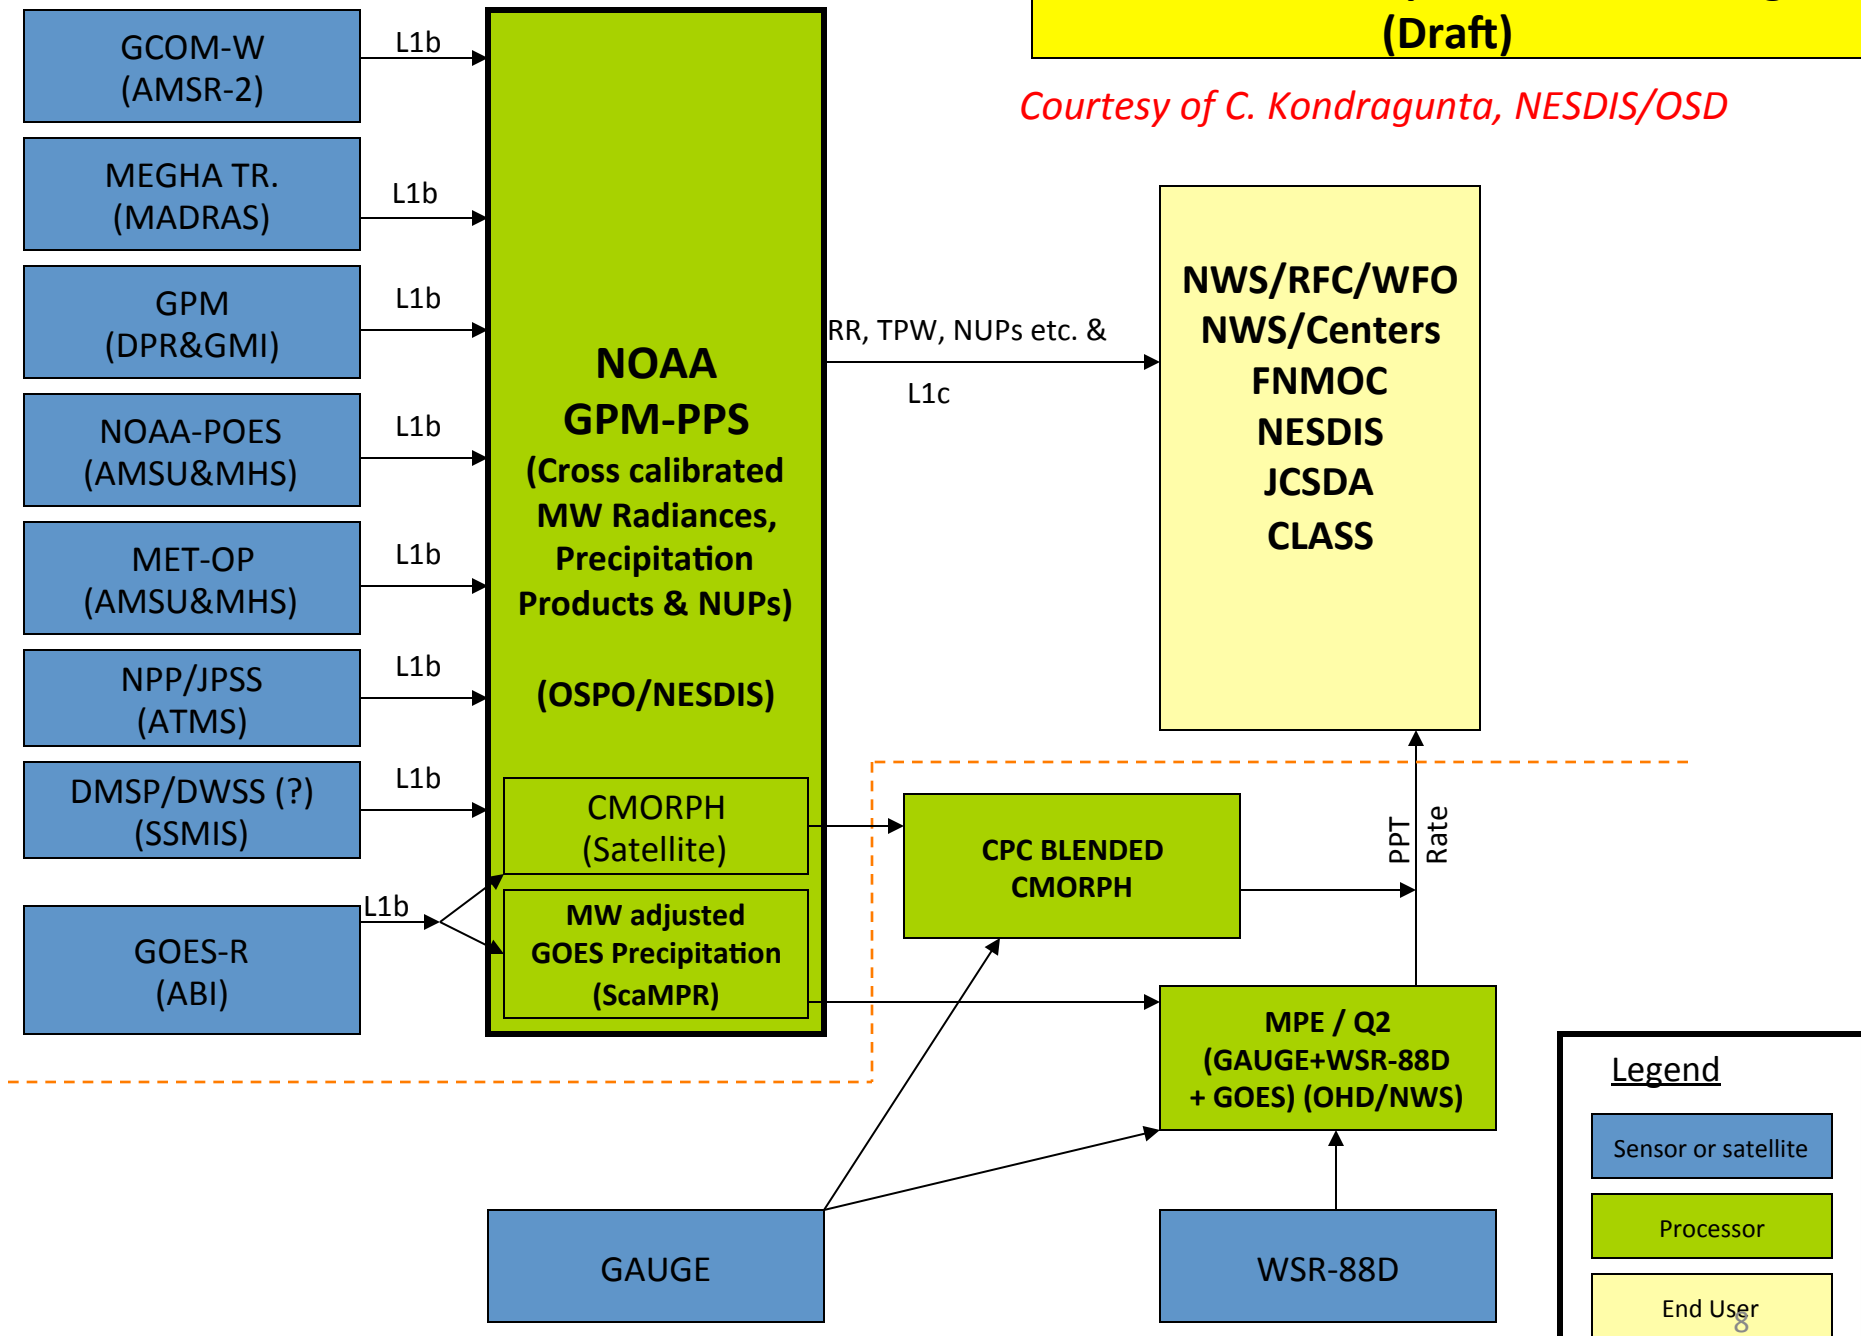 (Draft)
Courtesy of C. Kondragunta, NESDIS/OSD
GCOM-W
(AMSR-2)
L1b
MEGHA TR.
(MADRAS)
L1b
GPM
(DPR&GMI)
L1b
NOAA-POES
(AMSU&MHS)
L1b
MET-OP
(AMSU&MHS)
L1b
NPP/JPSS
(ATMS)
L1b
DMSP/DWSS (?)
(SSMIS)
L1b
GOES-R
(ABI)
L1b
NOAA
GPM-PPS
(Cross calibrated
MW Radiances,
Precipitation
Products & NUPs)
(OSPO/NESDIS)
CMORPH
(Satellite)
MW adjusted
GOES Precipitation
(ScaMPR)
RR, TPW, NUPs etc. &
L1c
NWS/RFC/WFO
NWS/Centers
FNMOC
NESDIS
JCSDA
CLASS
CPC BLENDED
CMORPH
PPT
Rate
MPE / Q2
(GAUGE+WSR-88D
+ GOES) (OHD/NWS)
GAUGE
WSR-88D
Legend
Sensor or satellite
Processor
End User
8